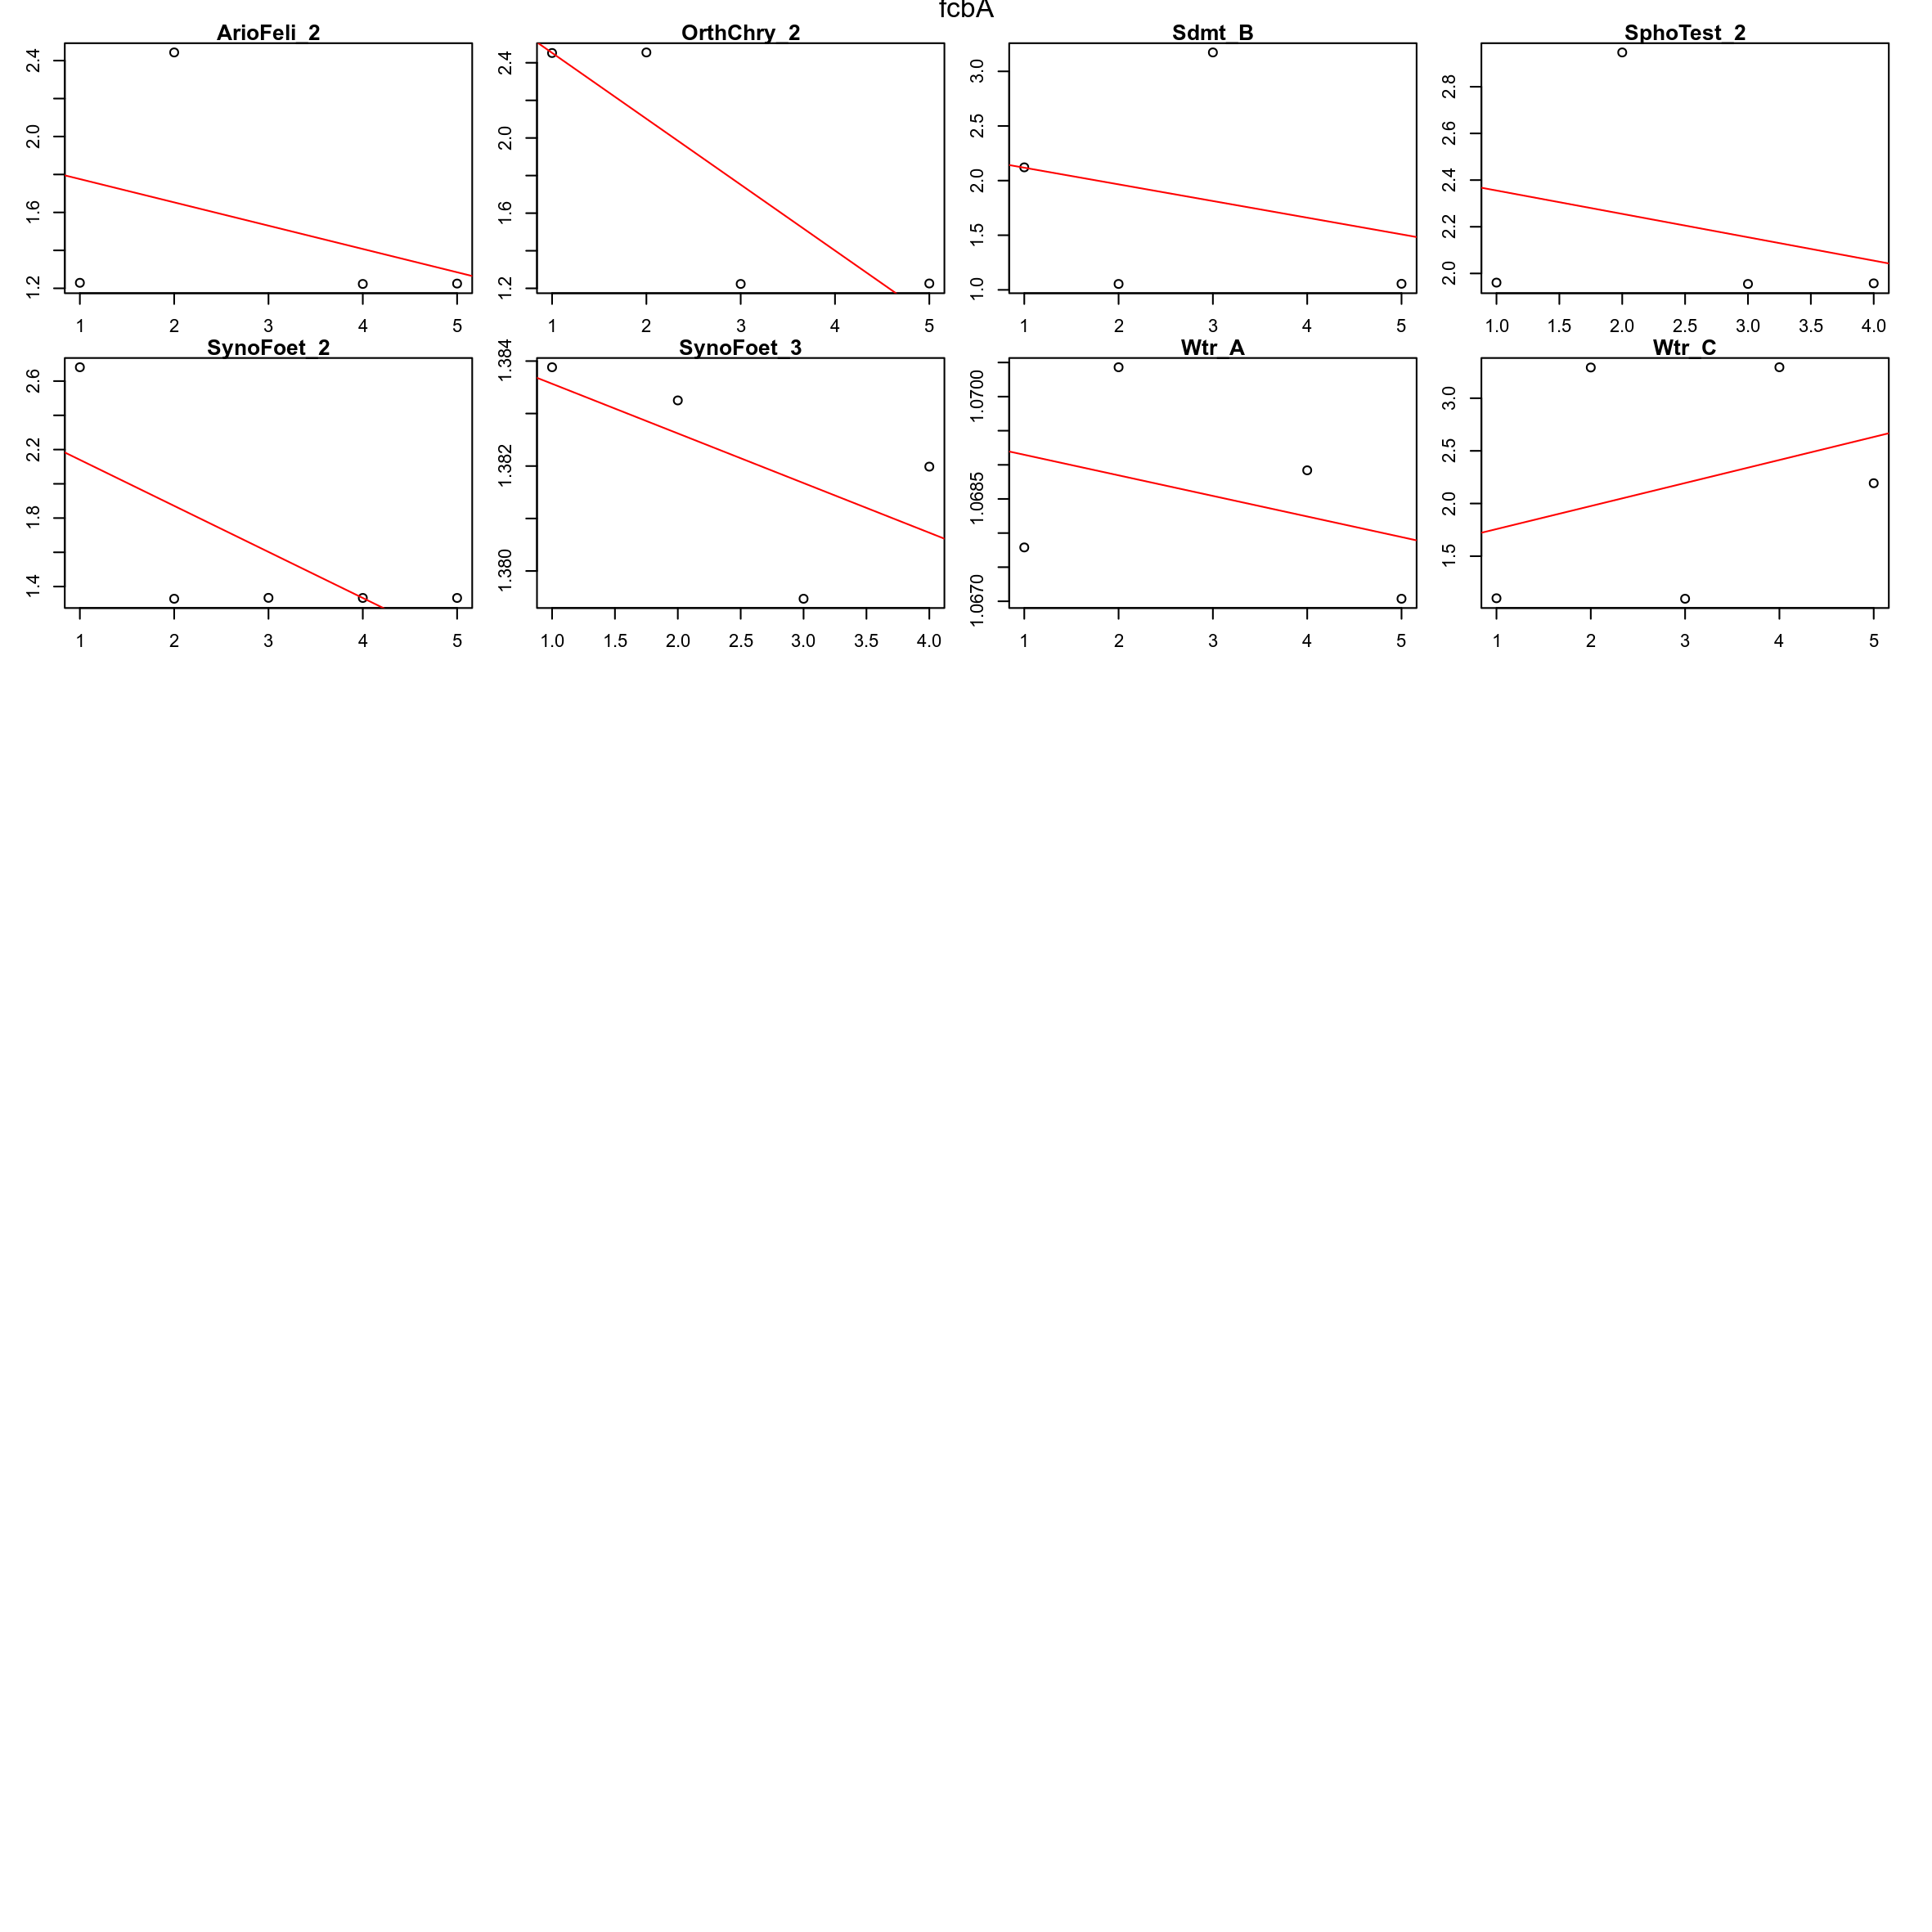 fcbA
ArioFeli_2 OrthChry_2 Sdmt_B SphoTest_2
1.2 1.6 2.0 2.4
1 2 3 4 5
1.2 1.6 2.0 2.4
1 2 3 4 5
1.0 1.5 2.0 2.5 3.0
1 2 3 4 5
2.0 2.2 2.4 2.6 2.8
1.0 1.5 2.0 2.5 3.0 3.5 4.0
SynoFoet_2 SynoFoet_3 Wtr_A Wtr_C
1.4 1.8 2.2 2.6
1 2 3 4 5
1.380 1.382 1.384
1.0 1.5 2.0 2.5 3.0 3.5 4.0
1.0670 1.0685 1.0700
1 2 3 4 5
1.5 2.0 2.5 3.0
1 2 3 4 5